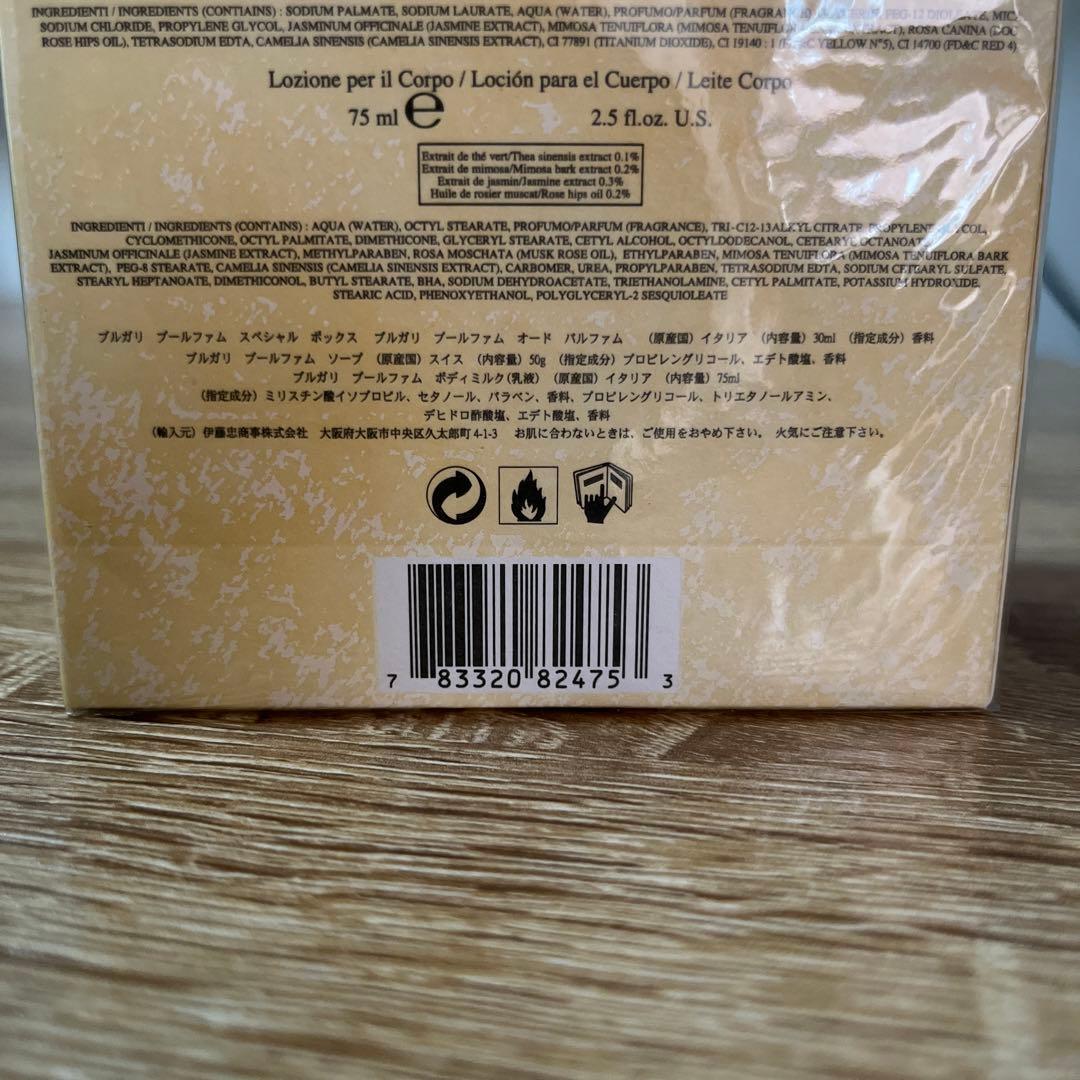 INGREDIENTI / INGREDIENTS (CONTIAINS) : SODIUM PALMATE, SODIUM LAURATE, AQUA (WATER), PROFUMO/PARFUM PEG-12
SODIUM CHLORIDE, PROPYLENE GLYCOL, JASMINUM OFFICINALE (JASMINE EXTRACT), MIMOSA TENUIFLORA (MIMOSA ROSA CANINA
ROSE HIPS OIL), TETRASODIUM EDTA, CAMELIA SINENSIS (CAMELIA SINENSIS EXTRACT), CI 77891 (TITANIUM DIOXIDE), CI 19140 : 1 YELLOW N°5), CI 14700 (FD&C RED 4)
Lozione per il Corpo / Loción para el Cuerpo / Leite Corpo
75 ml e 2.5 fl.oz. U.S.
Extrait de thé vert/Thea sinensis extract 0.1%
Extrait de mimosa/Mimosa bark extract 0.2%
Extrait de jasmin/Jasmine extract 0.3%
Huile de rosier muscat/Rose hips oil 0.2%
INGREDIENTI / INGREDIENTS (CONTAINS) : AQUA (WATER), OCTYL STEARATE, PROFUMO/PARFUM (FRAGRANCE), TRI-C12-13ALKYL CITRATE, PROPYLENE GLYCOL,
CYCLOMETHICONE, OCTYL PALMITATE, DIMETHICONE, GLYCERYL STEARATE, CETYL ALCOHOL, OCTYLDODECANOL, CETEARYL OCTANOATE,
JASMINUM OFFICINALE (JASMINE EXTRACT), METHYLPARABEN, ROSA MOSCHATA (MUSK ROSE OIL), ETHYLPARABEN, MIMOSA TENUIFLORA (MIMOSA TENUIFLORA BARK
EXTRACT), PEG-8 STEARATE, CAMELIA SINENSIS (CAMELIA SINENSIS EXTRACT), CARBOMER, UREA, PROPYLPARABEN, TETRASODIUM EDTA, SODIUM CETEARYL SULFATE,
STEARYL HEPTANOATE, DIMETHICONOL, BUTYL STEARATE, BHA, SODIUM DEHYDROACETATE, TRIETHANOLAMINE, CETYL PALMITATE, POTASSIUM HYDROXIDE,
STEARIC ACID, PHENOXYETHANOL, POLYGLYCERYL-2 SESQUIOLEATE
ブルガリ プールファム スペシャル ボックス ブルガリ プールファム オード パルファム （原産国）イタリア （内容量）30ml （指定成分）香料
ブルガリ プールファム ソープ （原産国）スイス （内容量）50g （指定成分）プロピレングリコール、エデト酸塩、香料
ブルガリ プールファム ボディミルク(乳液) （原産国）イタリア （内容量）75ml
（指定成分）ミリスチン酸イソプロピル、セタノール、パラベン、香料、プロピレングリコール、トリエタノールアミン、
デヒドロ酢酸塩、エデト酸塩、香料
（輸入元）伊藤忠商事株式会社 大阪府大阪市中央区久太郎町4-1-3 お肌に合わないときは、ご使用をおやめ下さい。 火気にご注意下さい。
7 83320 82475 3